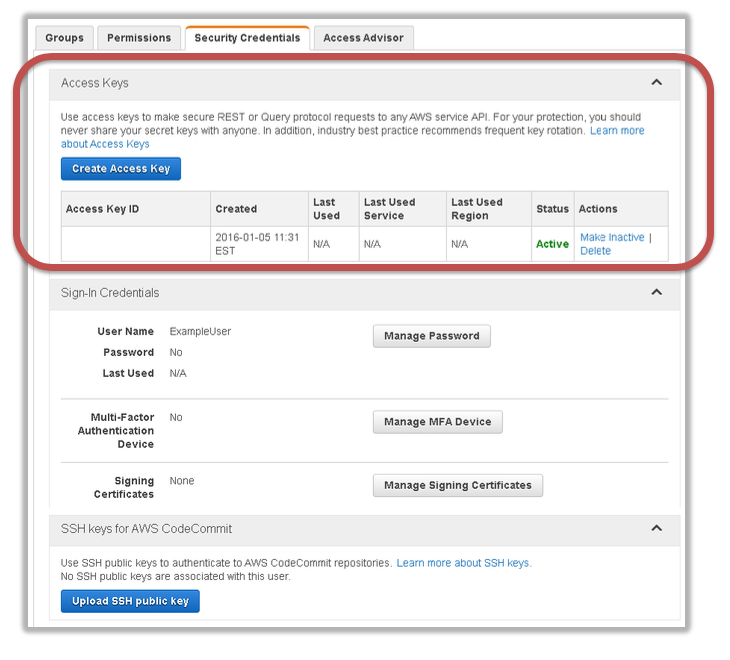 Groups Permissions Security Credentials Access Advisor
Access Keys
Use access keys to make secure REST or Query protocol requests to any AWS service API. For your protection, you should
never share your secret keys with anyone. In addition, industry best practice recommends frequent key rotation. Learn more
about Access Keys
Create Access Key
Access Key ID Created Last Used Last Used Service Last Used Region Status Actions
2016-01-05 11:31 EST N/A N/A N/A Active Make Inactive | Delete
Sign-In Credentials
User Name ExampleUser Manage Password
Password No
Last Used N/A
Multi-Factor Authentication Device No Manage MFA Device
Signing Certificates None Manage Signing Certificates
SSH keys for AWS CodeCommit
Use SSH public keys to authenticate to AWS CodeCommit repositories. Learn more about SSH keys.
No SSH public keys are associated with this user.
Upload SSH public key